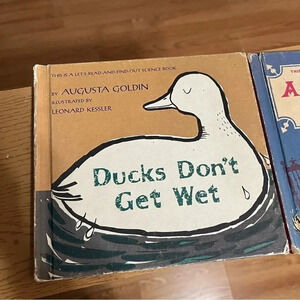 THIS IS A LET'S-READ-AND-FIND-OUT SCIENCE BOOK
BY AUGUSTA GOLDIN
ILLUSTRATED BY
LEONARD KESSLER
Ducks Don't
Get Wet
THIS
A